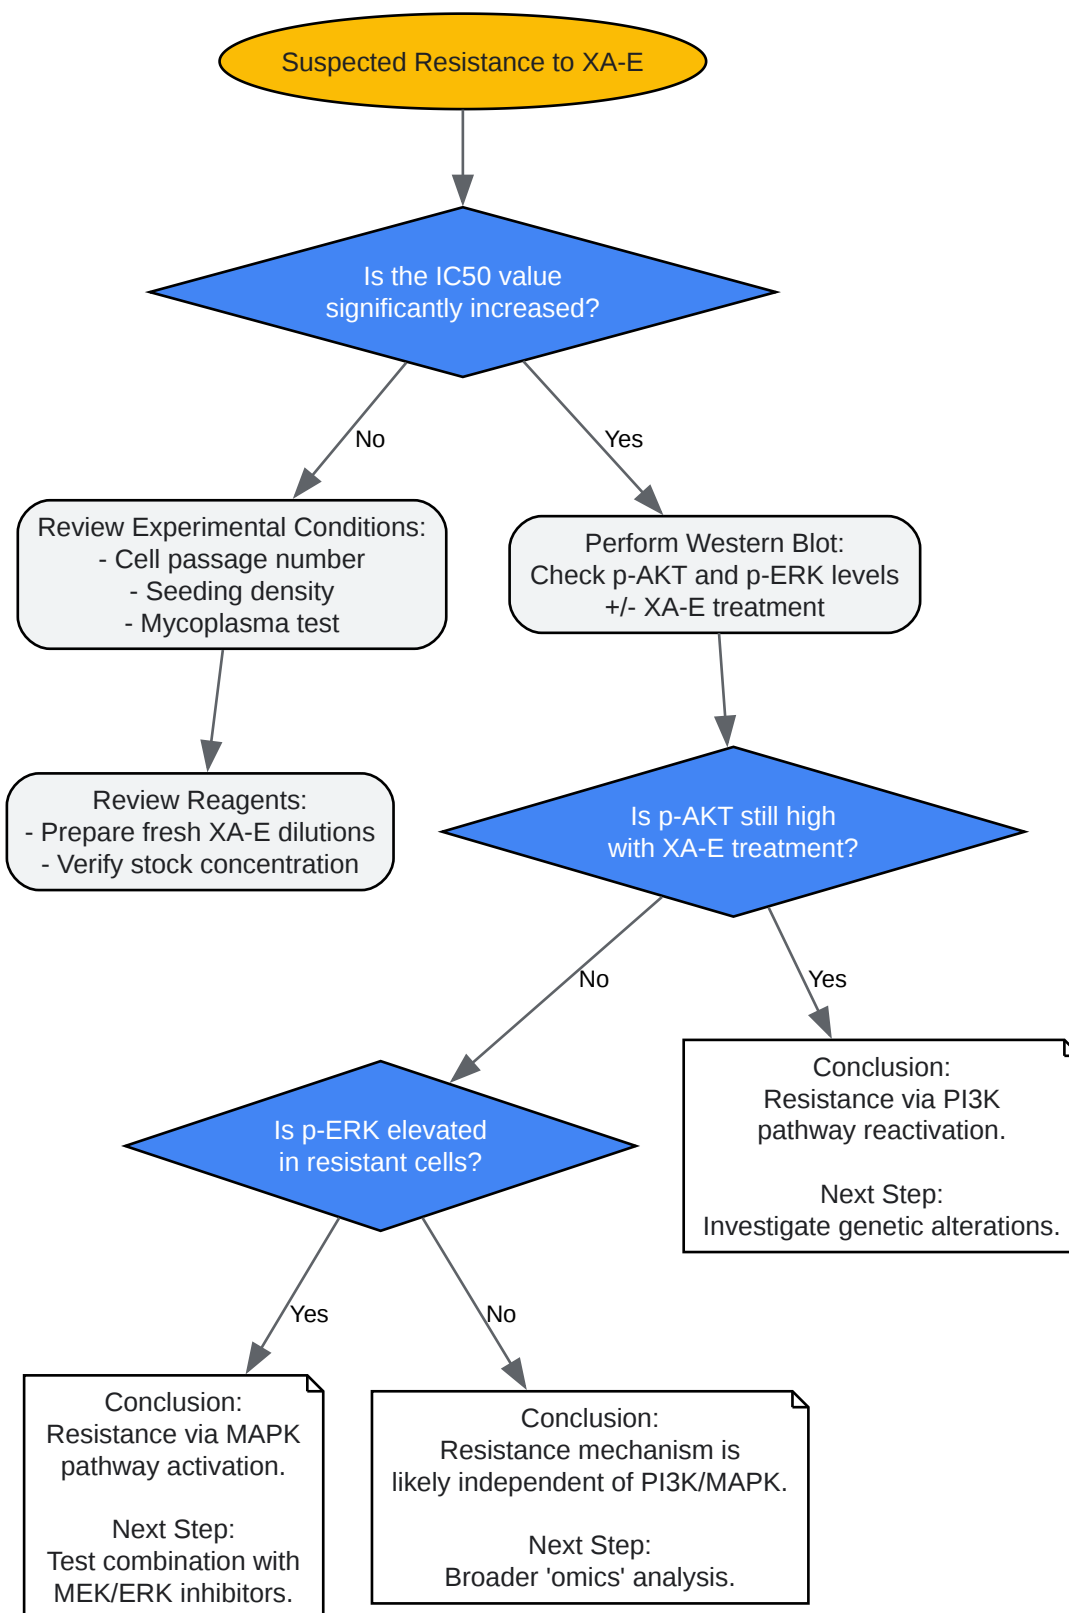 Suspected Resistance to XA-E
Is the IC50 value
significantly increased?
No
Yes
Review Experimental Conditions:
- Cell passage number
- Seeding density
- Mycoplasma test
Perform Western Blot:
Check p-AKT and p-ERK levels
+/- XA-E treatment
Review Reagents:
- Prepare fresh XA-E dilutions
- Verify stock concentration
Is p-AKT still high
with XA-E treatment?
No
Yes
Is p-ERK elevated
in resistant cells?
Conclusion:
Resistance via PI3K
pathway reactivation.
Next Step:
Investigate genetic alterations.
Yes
No
Conclusion:
Resistance via MAPK
pathway activation.
Next Step:
Test combination with
MEK/ERK inhibitors.
Conclusion:
Resistance mechanism is
likely independent of PI3K/MAPK.
Next Step:
Broader 'omics' analysis.